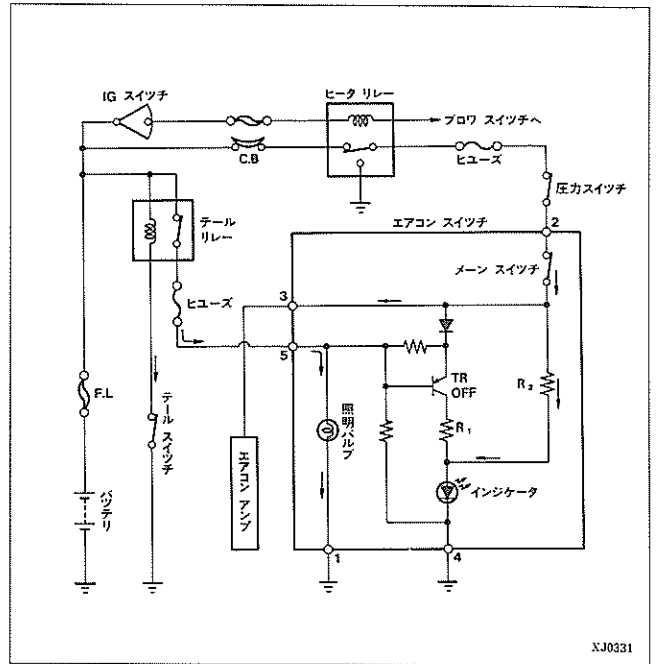 IG スイッチ
ヒータ リレー
ブロワ スイッチへ
C.B
ヒユーズ
圧力スイッチ
エアコン スイッチ
2
テール
リレー
メーン スイッチ
ヒユーズ
3
5
TR
OFF
R₂
F.L
テール スイッチ
照明バルブ
R₁
エアコン アンプ
インジケータ
バッテリ
1
4
XJ0331